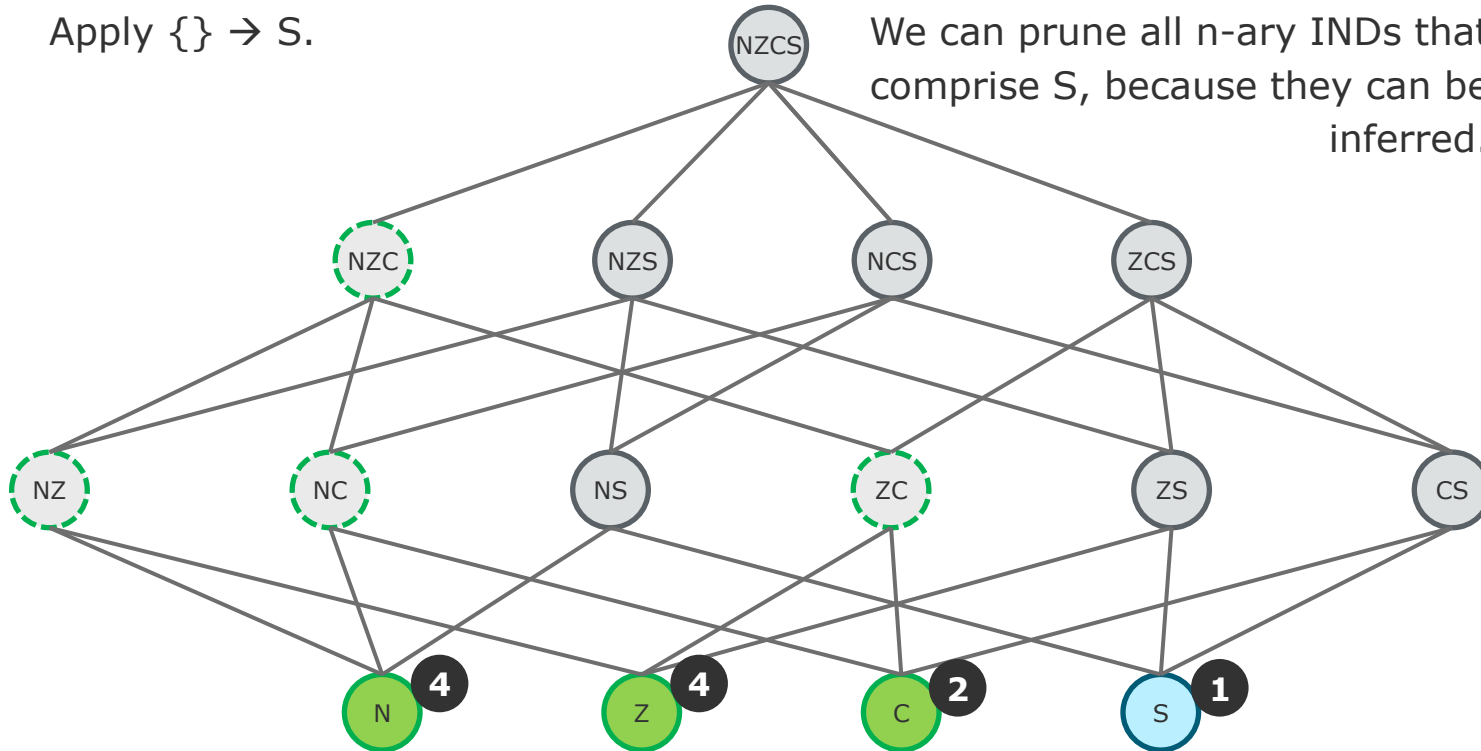 Apply {} → S.
We can prune all n-ary INDs that
comprise S, because they can be
inferred.
NZCS
NZC NZS NCS ZCS
NZ NC NS ZC ZS CS
N 4 Z 4 C 2 S 1